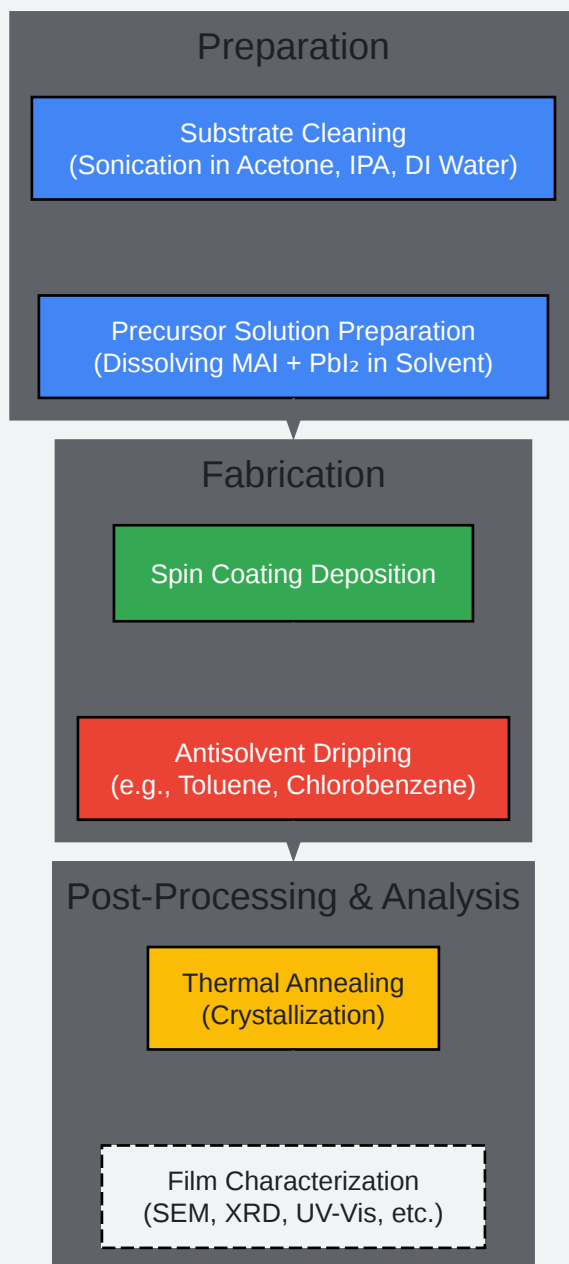 Preparation
Substrate Cleaning
(Sonication in Acetone, IPA, DI Water)
Precursor Solution Preparation
(Dissolving MAI + PbI₂ in Solvent)
Fabrication
Spin Coating Deposition
Antisolvent Dripping
(e.g., Toluene, Chlorobenzene)
Post-Processing & Analysis
Thermal Annealing
(Crystallization)
Film Characterization
(SEM, XRD, UV-Vis, etc.)